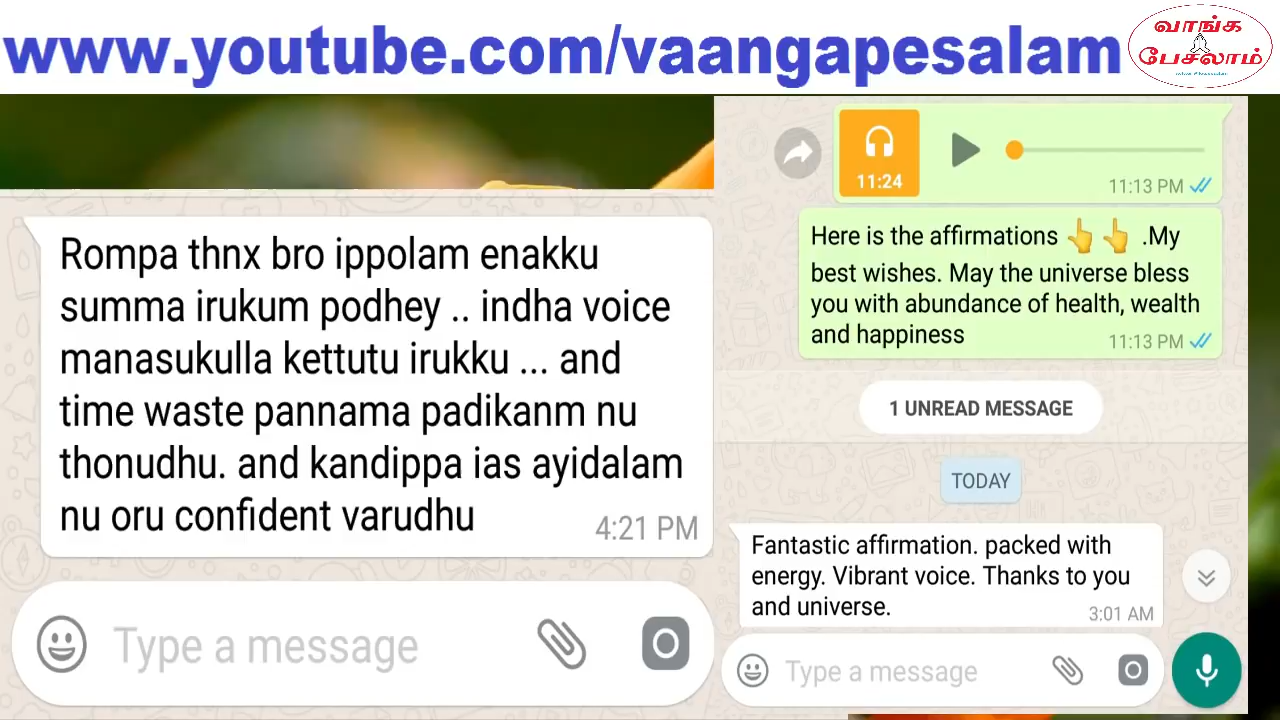 www.youtube.com/vaangapesalam
வாங்க
பேசலாம்
Rompa thnx bro ippolam enakku
summa irukum podhey .. indha voice
manasukulla kettutu irukku ... and
time waste pannama padikanm nu
thonudhu. and kandippa ias ayidalam
nu oru confident varudhu
4:21 PM
Type a message
11:24
11:13 PM
Here is the affirmations 👆👆 .My
best wishes. May the universe bless
you with abundance of health, wealth
and happiness
11:13 PM
1 UNREAD MESSAGE
TODAY
Fantastic affirmation. packed with
energy. Vibrant voice. Thanks to you
and universe.
3:01 AM
Type a message